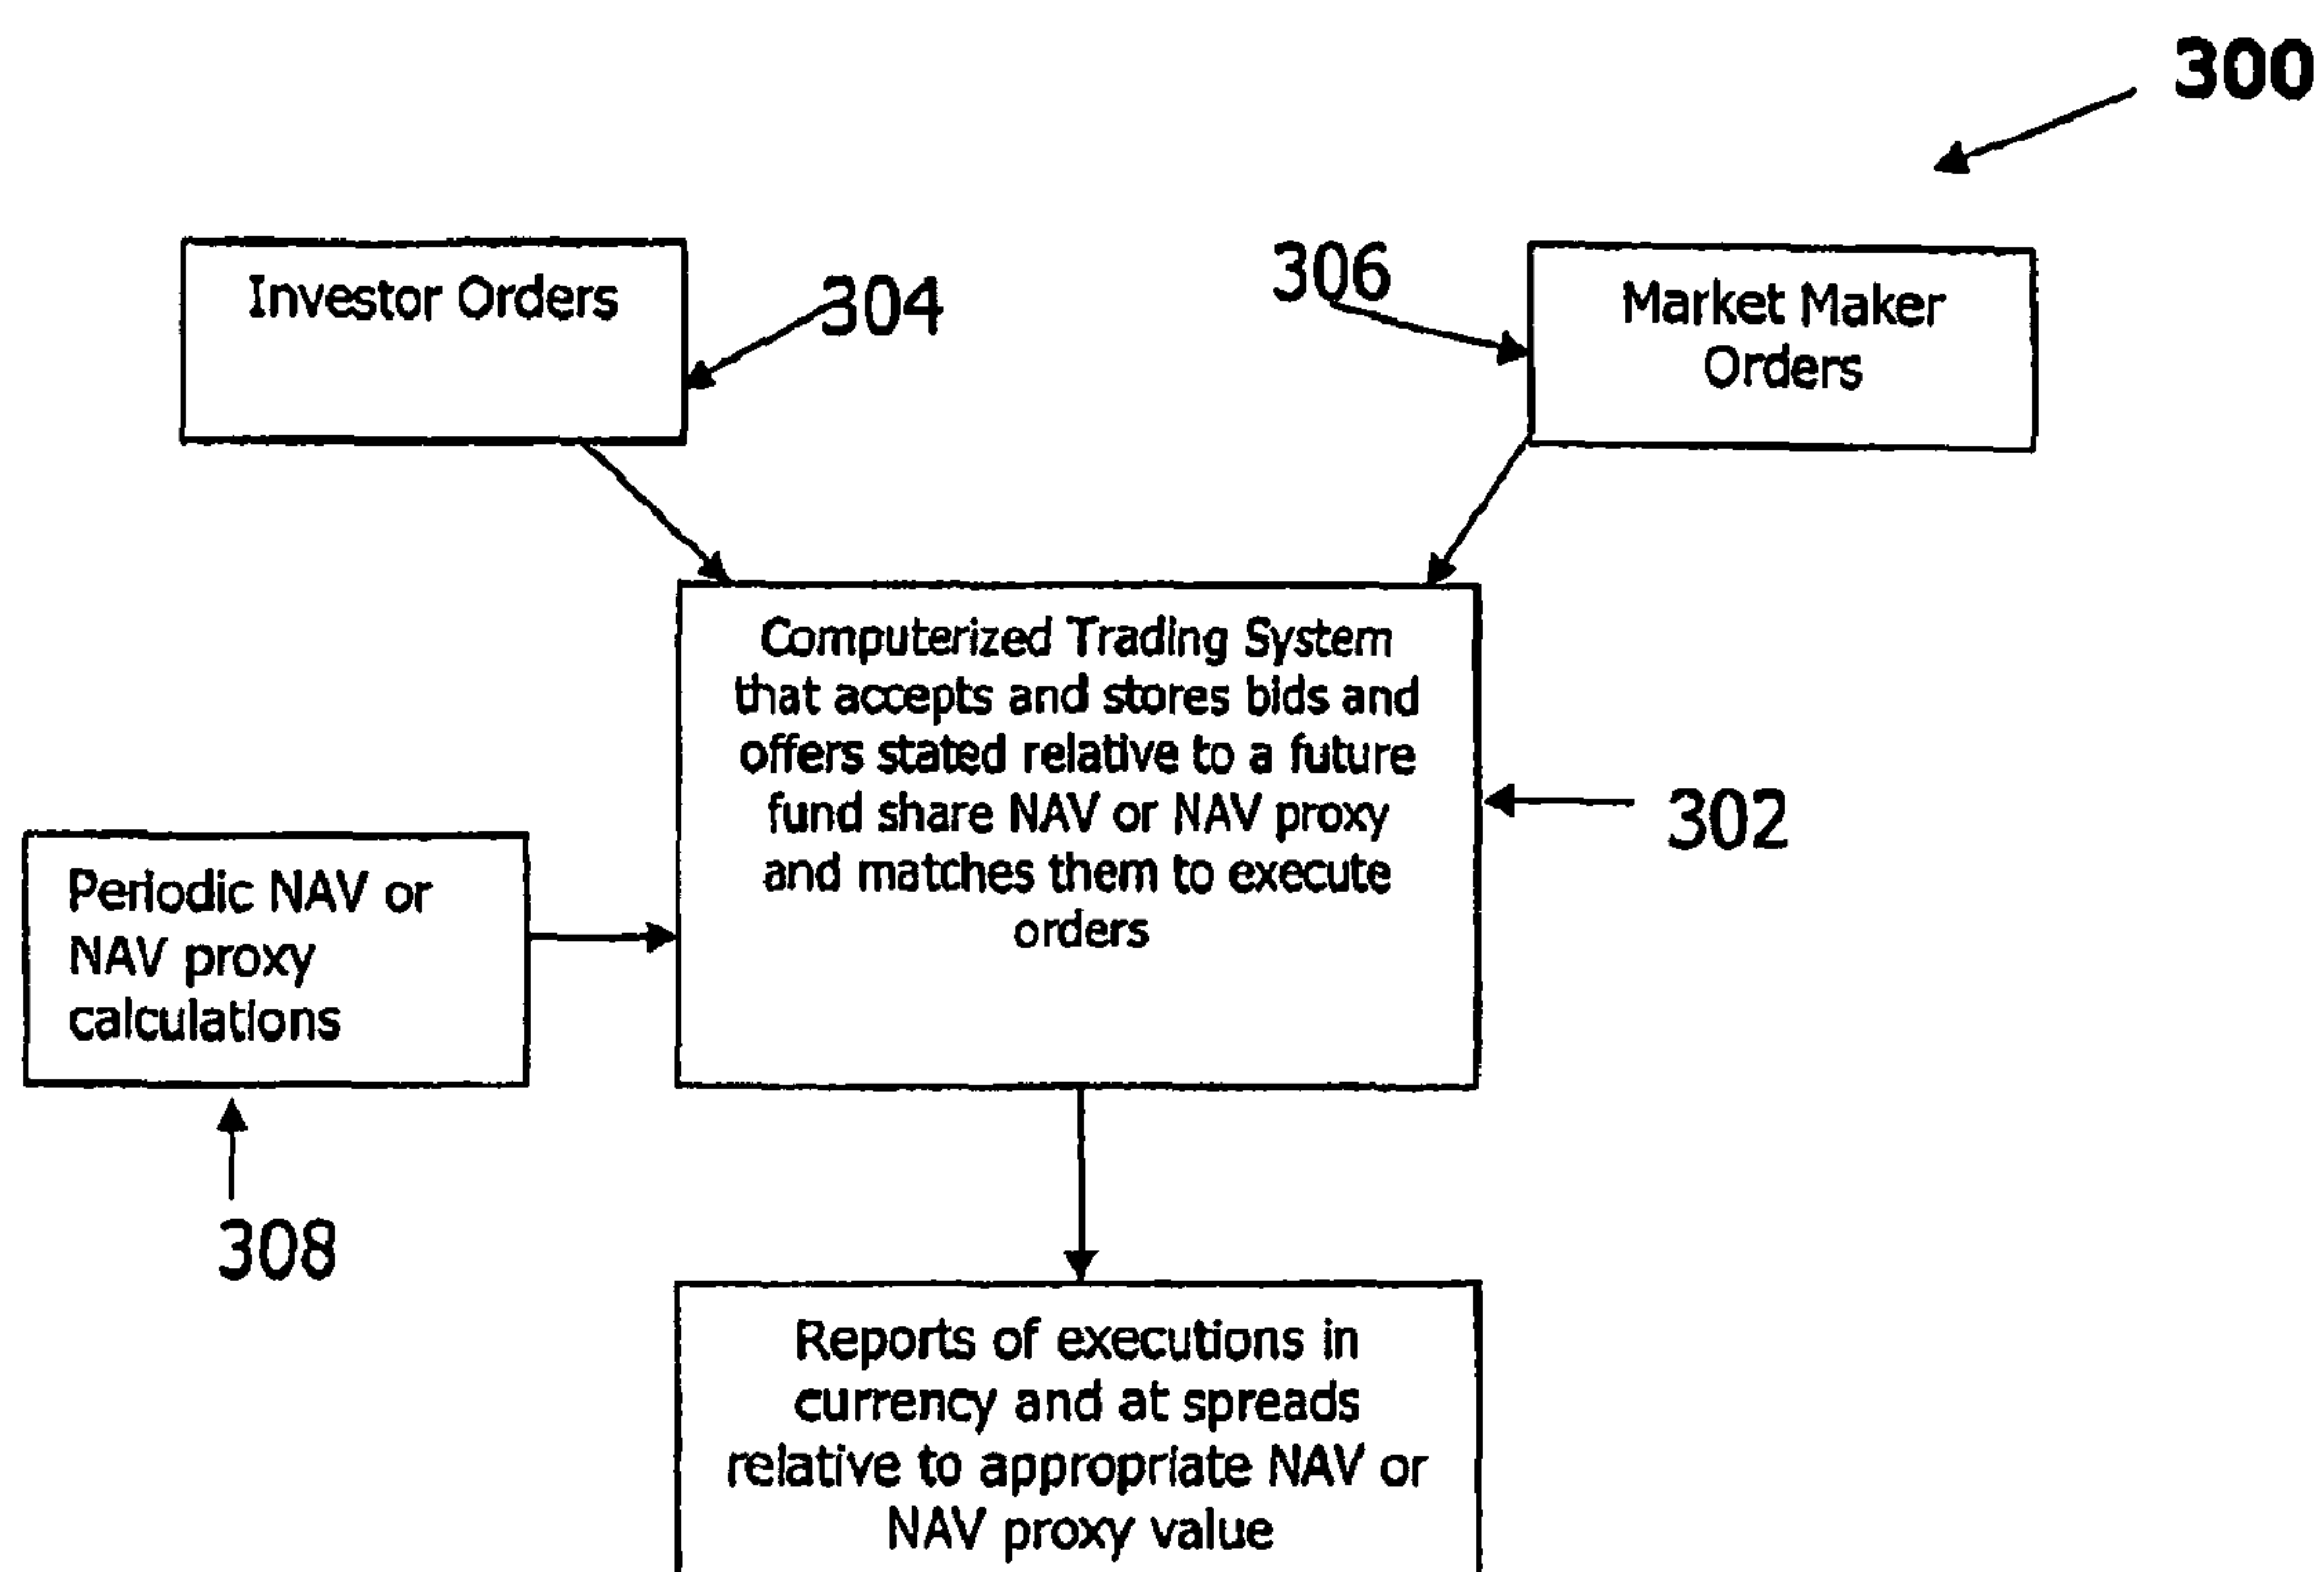 300
Investor Orders
304
306
Market Maker
Orders
Computerized Trading System
that accepts and stores bids and
offers stated relative to a future
fund share NAV or NAV proxy
and matches them to execute
orders
302
Periodic NAV or
NAV proxy
calculations
308
Reports of executions in
currency and at spreads
relative to appropriate NAV or
NAV proxy value